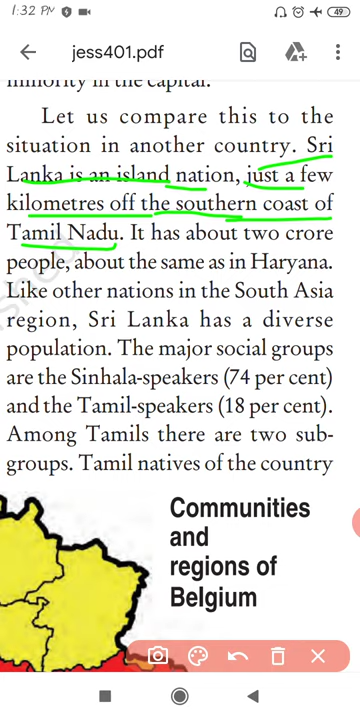 1:32 PM
49
jess401.pdf
minority in the capital.
Let us compare this to the
situation in another country. Sri
Lanka is an island nation, just a few
kilometres off the southern coast of
Tamil Nadu. It has about two crore
people, about the same as in Haryana.
Like other nations in the South Asia
region, Sri Lanka has a diverse
population. The major social groups
are the Sinhala-speakers (74 per cent)
and the Tamil-speakers (18 per cent).
Among Tamils there are two sub-
groups. Tamil natives of the country
Communities
and
regions of
Belgium